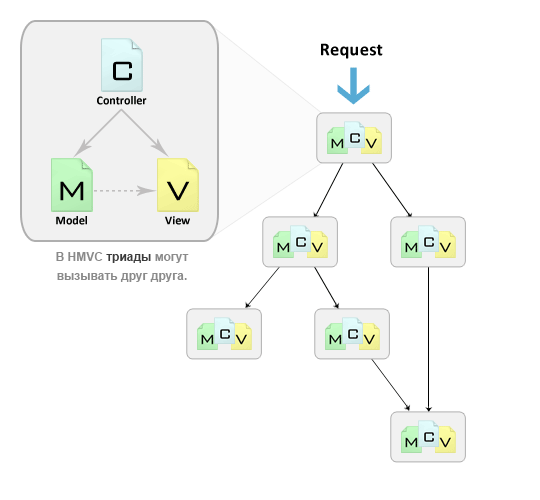 C
Controller
M
Model
V
View
В HMVC триады могут
вызывать друг друга.
Request
M C V
M C V
M C V
M C V
M C V
M C V